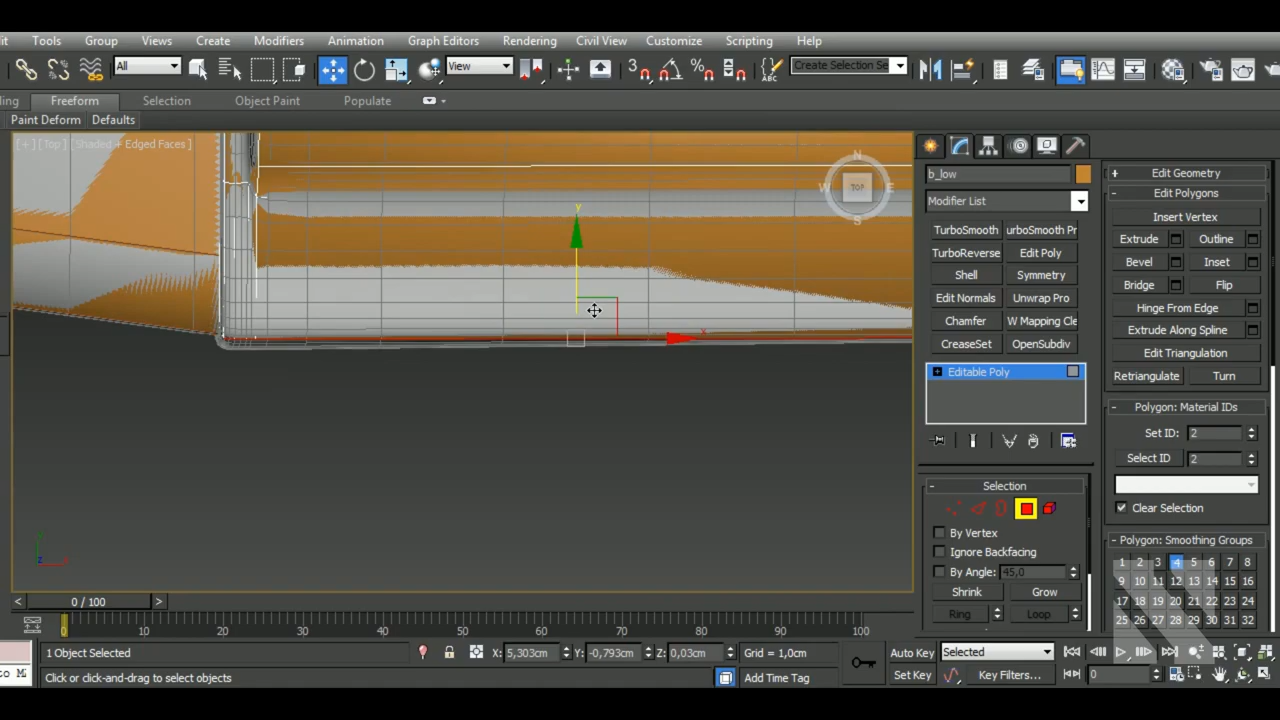 it Tools Group Views Create Modifiers Animation Graph Editors Rendering Civil View Customize Scripting Help
All View 3 ABC Create Selection Se
ling Freeform Selection Object Paint Populate
Paint Deform Defaults
[+] [Top] [Shaded + Edged Faces]
N
W TOP E
S
y
x
b_low
Modifier List
TurboSmooth urboSmooth Pr
TurboReverse Edit Poly
Shell Symmetry
Edit Normals Unwrap Pro
Chamfer W Mapping Cle
CreaseSet OpenSubdiv
+ Editable Poly
- Selection
By Vertex
Ignore Backfacing
By Angle: 45,0
Shrink Grow
Ring Loop
+ Edit Geometry
- Edit Polygons
Insert Vertex
Extrude Outline
Bevel Inset
Bridge Flip
Hinge From Edge
Extrude Along Spline
Edit Triangulation
Retriangulate Turn
- Polygon: Material IDs
Set ID: 2
Select ID 2
Clear Selection
- Polygon: Smoothing Groups
1 2 3 4 5 6 7 8
9 10 11 12 13 14 15 16
17 18 19 20 21 22 23 24
25 26 27 28 29 30 31 32
< 0 / 100 >
0 10 20 30 40 50 60 70 80 90 100
1 Object Selected X: 5,303cm Y: -0,793cm Z: 0,03cm Grid = 1,0cm Auto Key Selected
to Mi Click or click-and-drag to select objects Add Time Tag Set Key Key Filters... 0